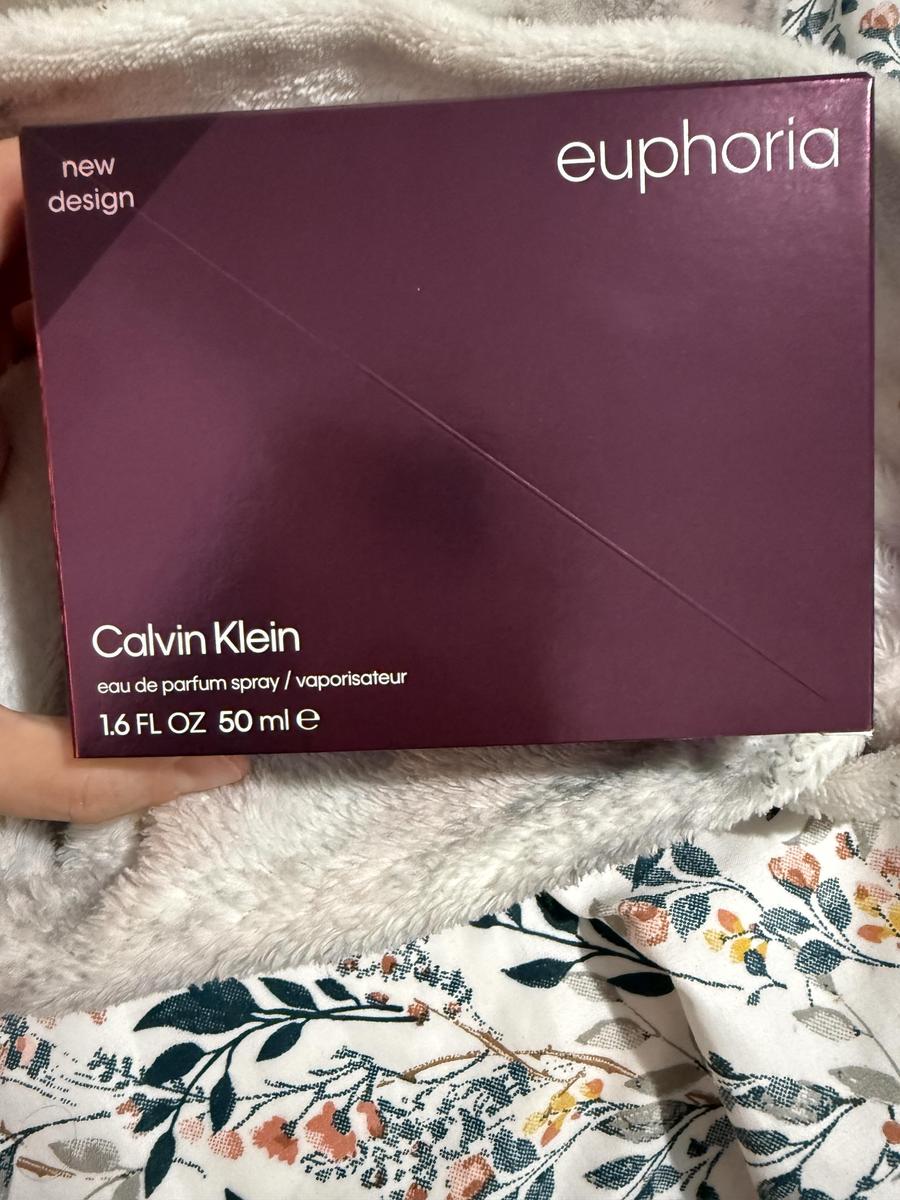 new
design
euphoria
Calvin Klein
eau de parfum spray / vaporisateur
1.6 FL OZ 50 ml ℮